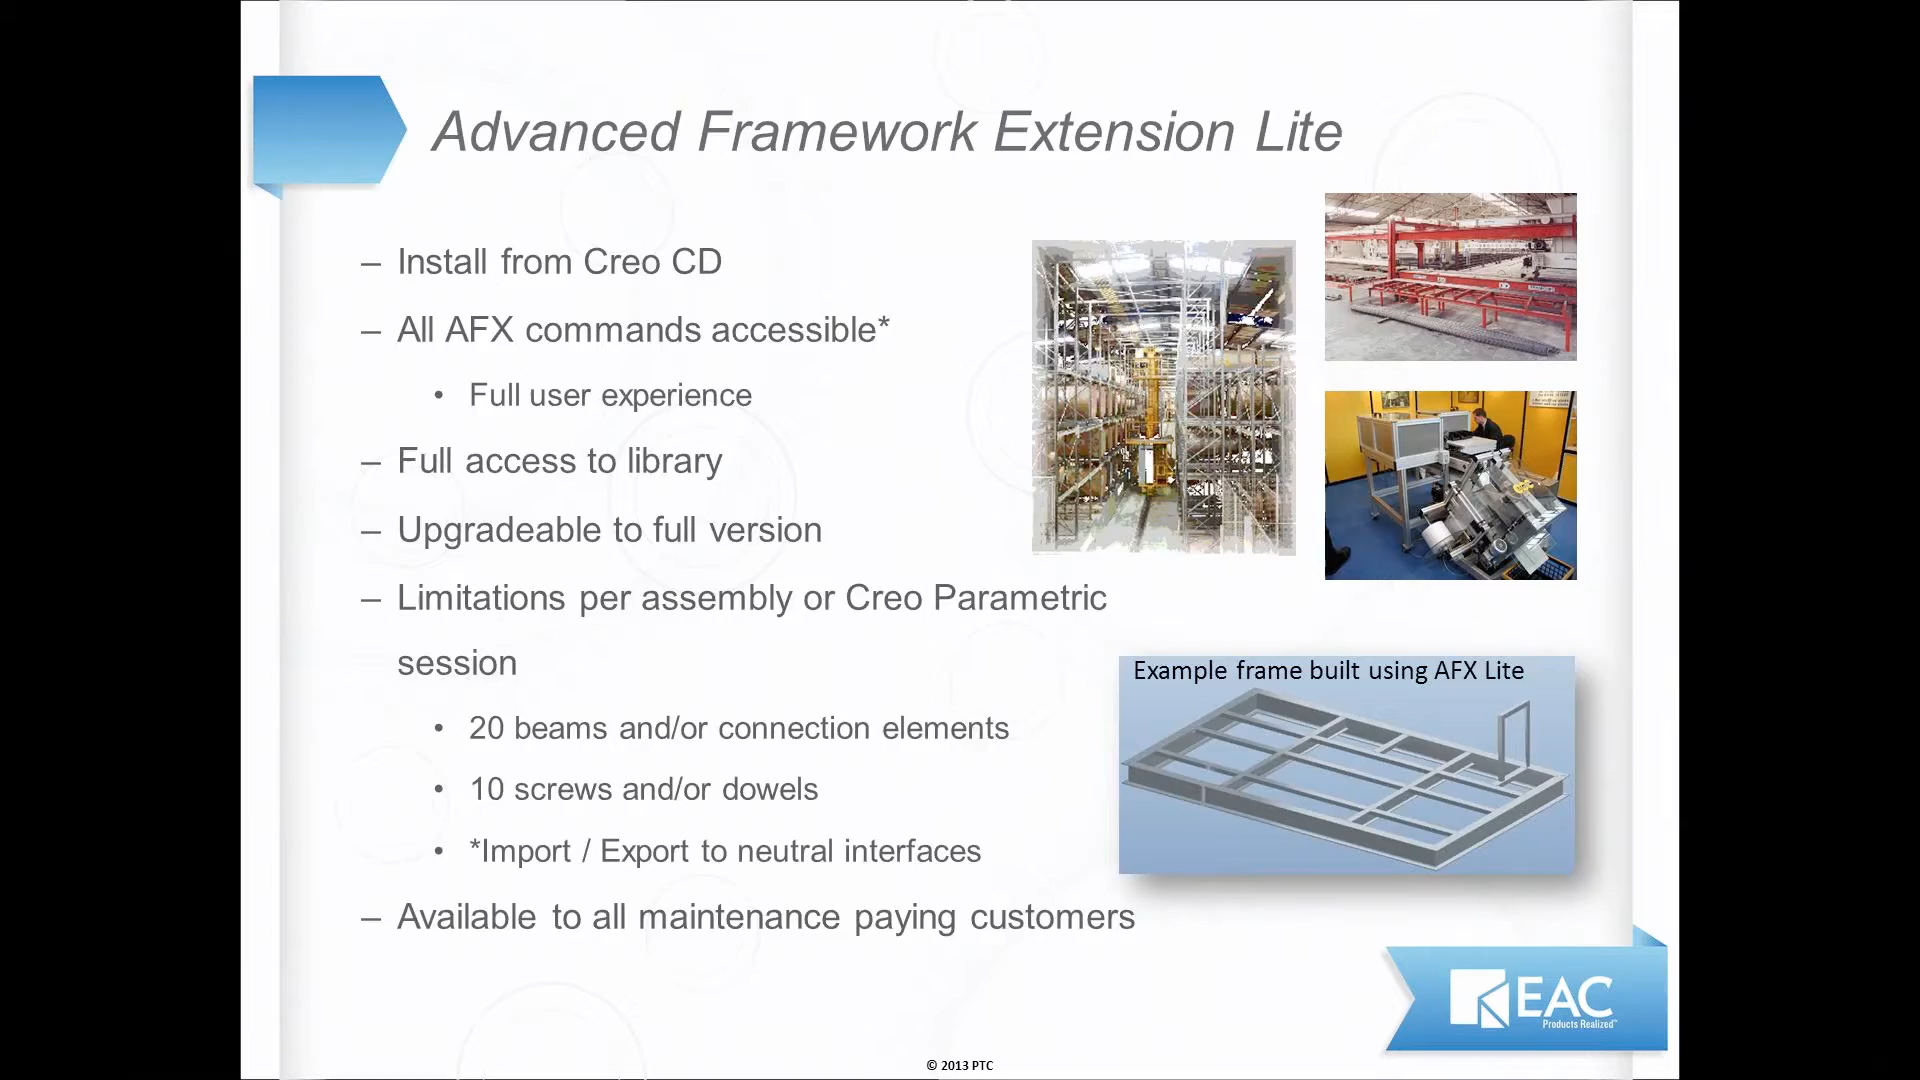 Advanced Framework Extension Lite
– Install from Creo CD
– All AFX commands accessible*
• Full user experience
– Full access to library
– Upgradeable to full version
– Limitations per assembly or Creo Parametric
session
• 20 beams and/or connection elements
• 10 screws and/or dowels
• *Import / Export to neutral interfaces
– Available to all maintenance paying customers
Example frame built using AFX Lite
EAC
Products Realized™
© 2013 PTC